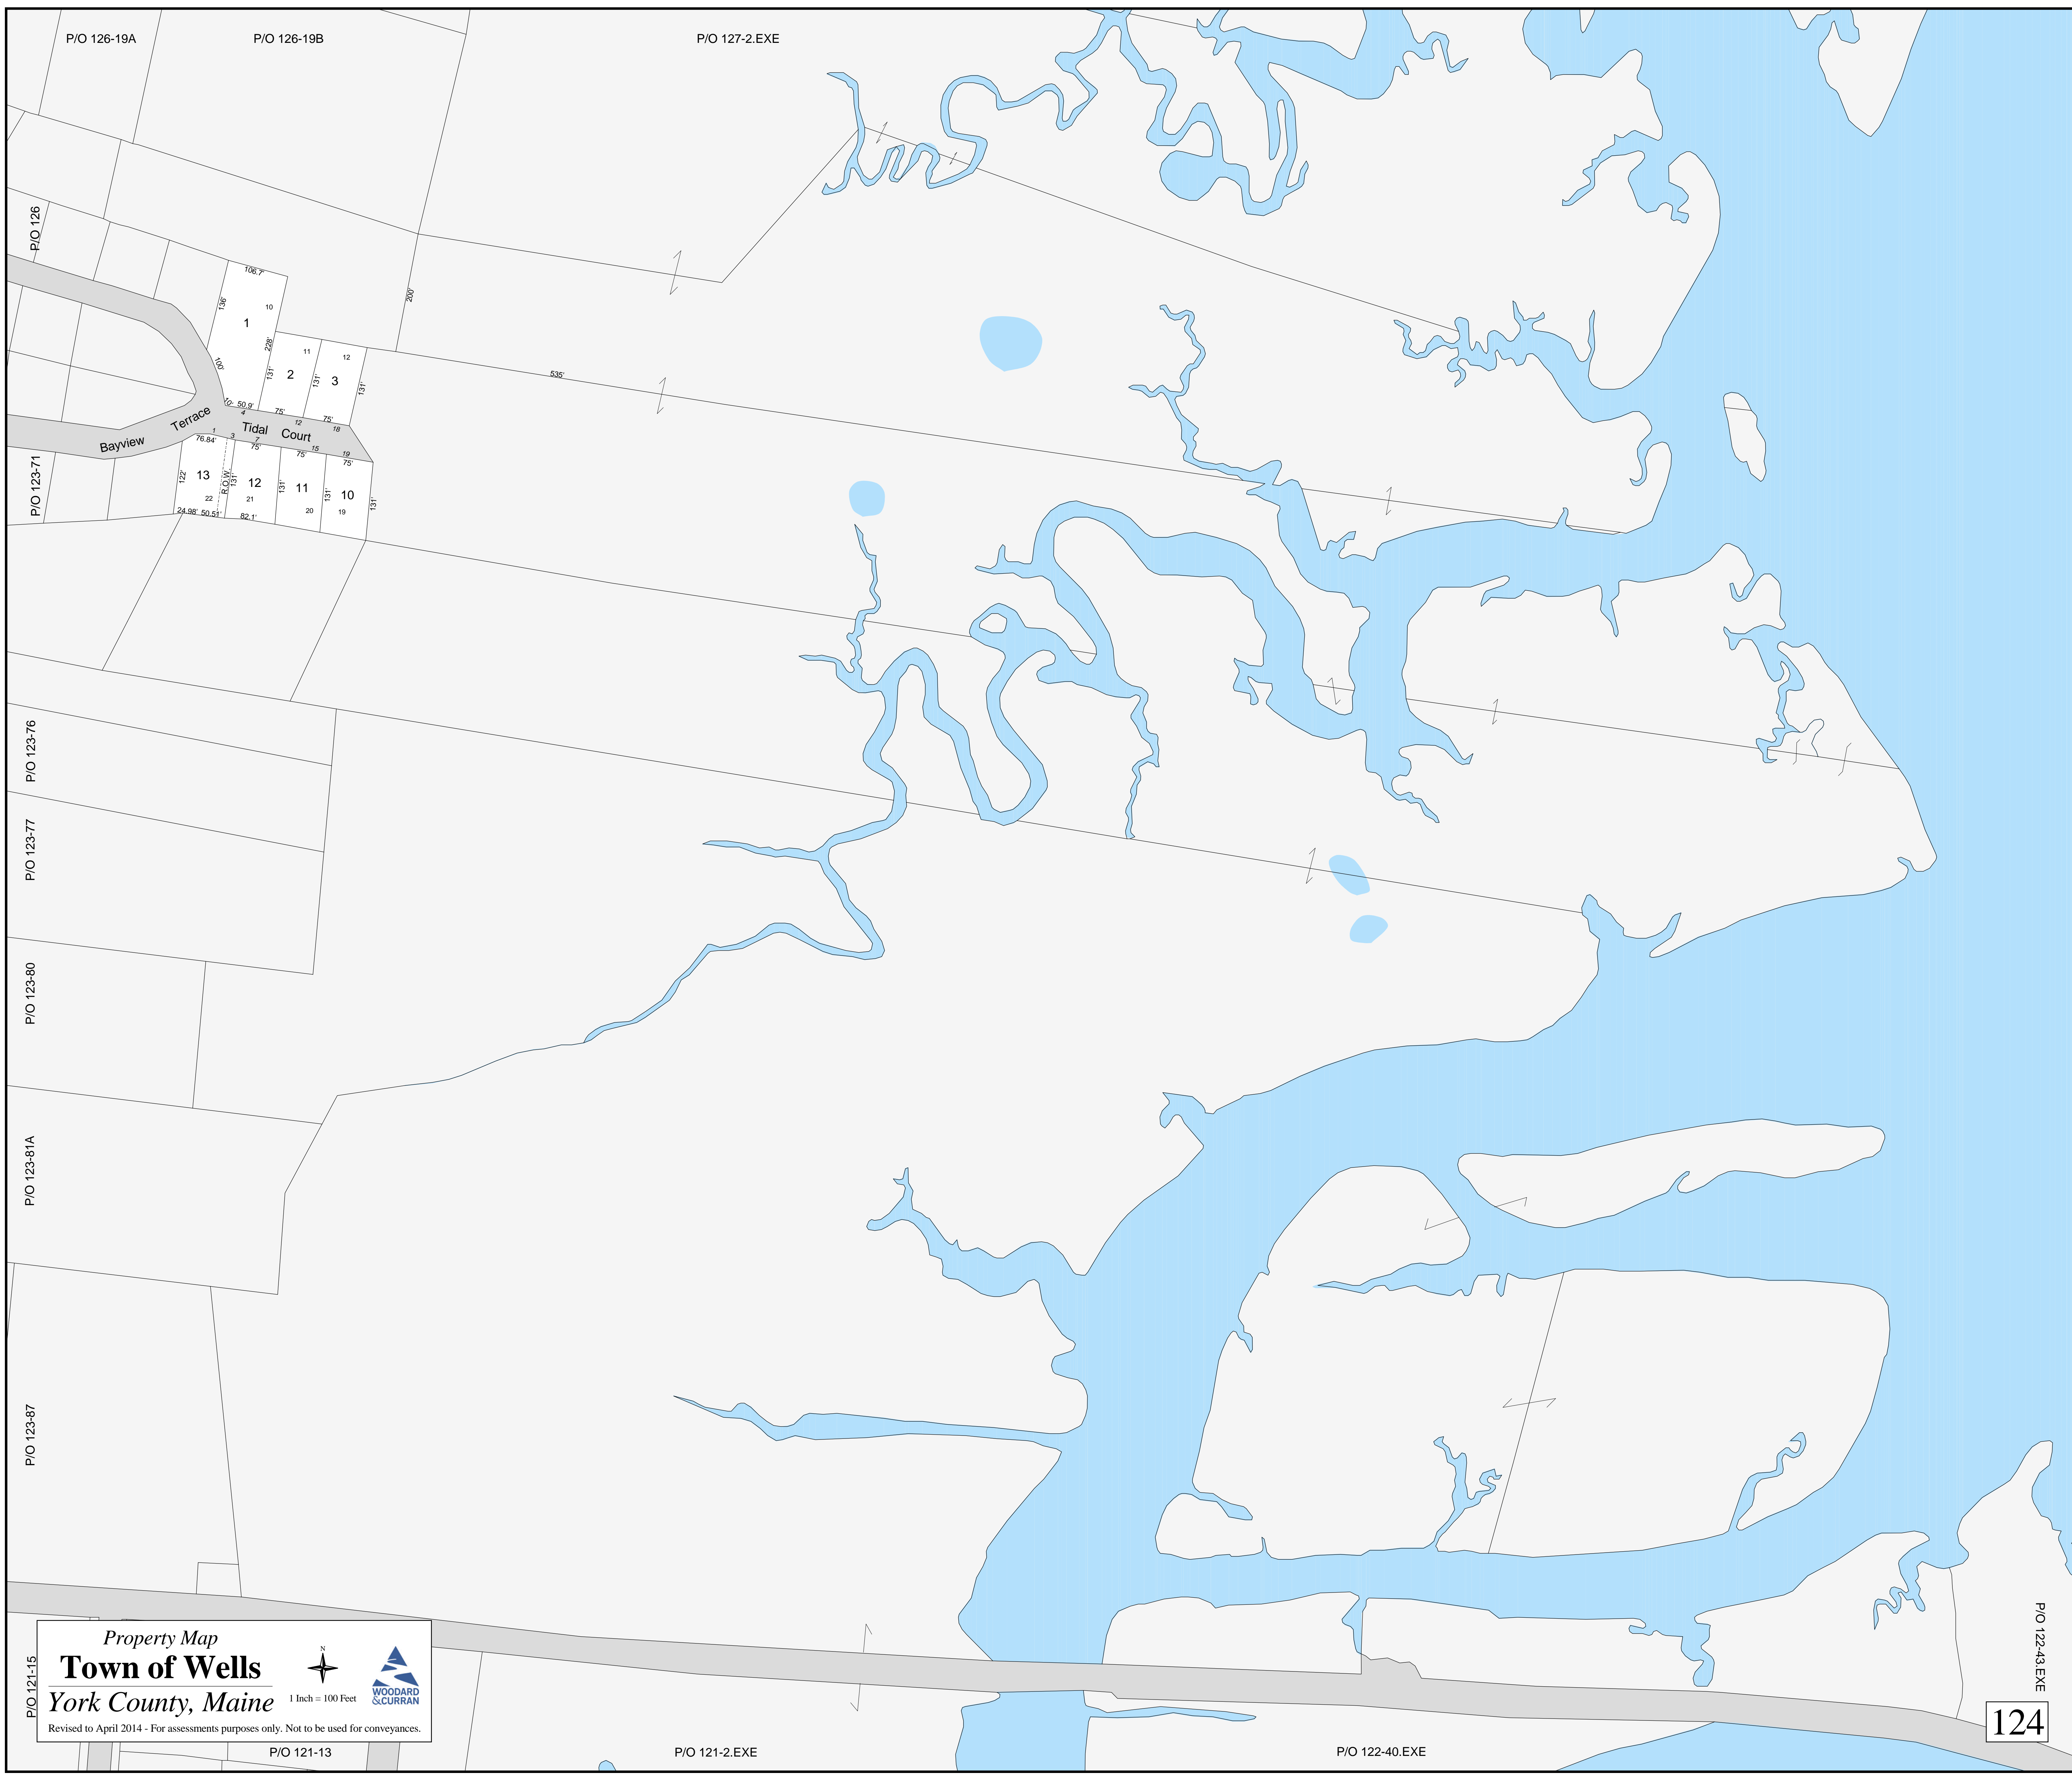 P/O 126-19A
P/O 126-19B
P/O 127-2.EXE
P/O 126
106.7'
136'
10
1
228'
100'
200'
11
12
131'
2
131'
3
131'
10'
50.9'
75'
75'
535'
4
12
18
Bayview Terrace
Tidal Court
1
3
7
15
19
76.84'
75'
75'
75'
P/O 123-71
122'
13
R.O.W.
131'
12
131'
11
131'
10
131'
22
21
20
19
24.98'
50.51'
82.1'
P/O 123-76
P/O 123-77
P/O 123-80
P/O 123-81A
P/O 123-87
P/O 121-15
Property Map
Town of Wells
York County, Maine
N
1 Inch = 100 Feet
WOODARD
&CURRAN
Revised to April 2014 - For assessments purposes only. Not to be used for conveyances.
P/O 121-13
P/O 121-2.EXE
P/O 122-40.EXE
P/O 122-43.EXE
124